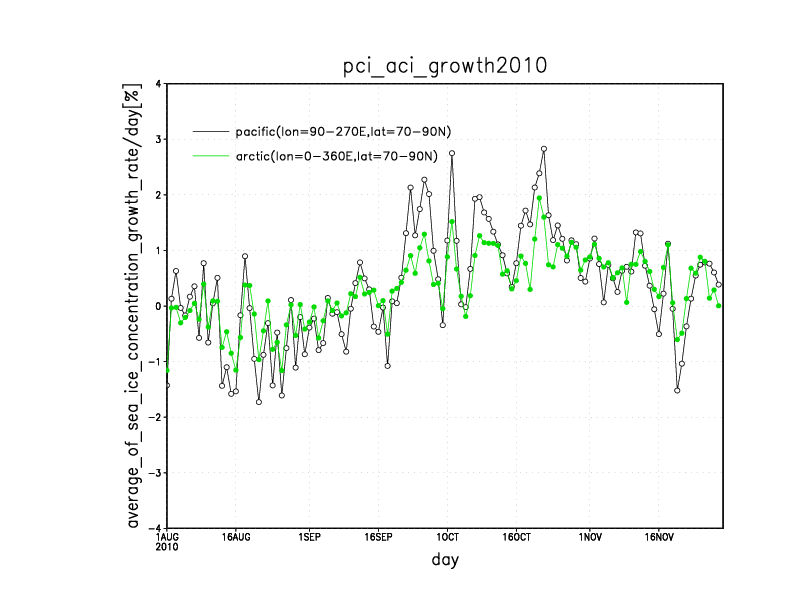 pci_aci_growth2010
average_of_sea_ice_concentration_growth_rate/day[%]
4
pacific(lon=90-270E,lat=70-90N)
3
arctic(lon=0-360E,lat=70-90N)
2
1
0
-1
-2
-3
-4
1AUG 16AUG 1SEP 16SEP 1OCT 16OCT 1NOV 16NOV
2010
day